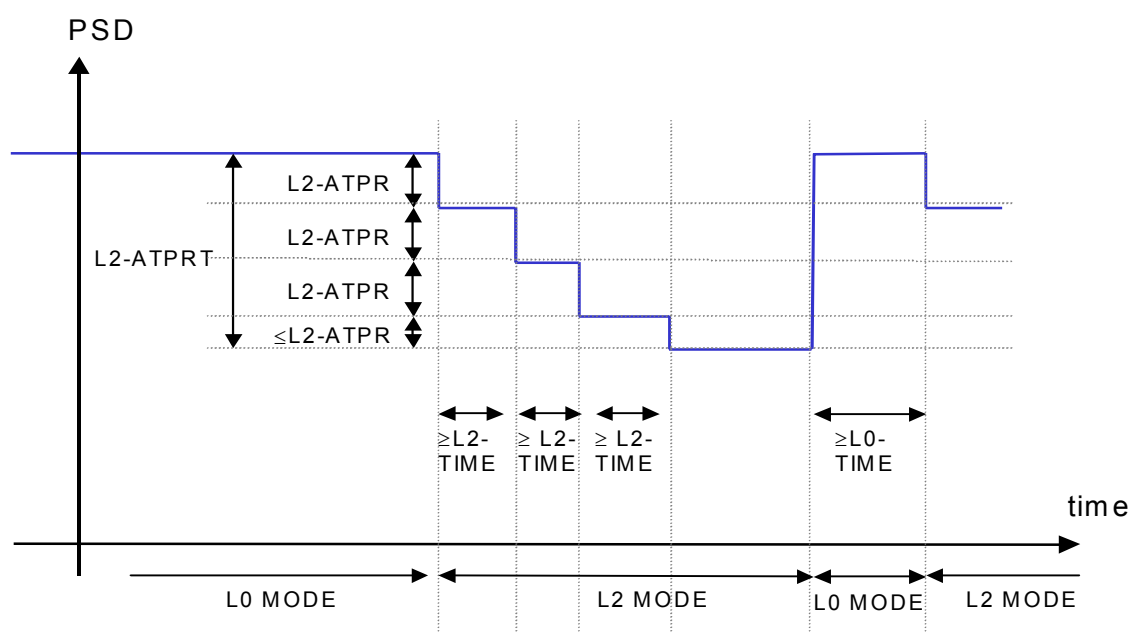 PSD
L2-ATPR
L2-ATPR
L2-ATPRT
L2-ATPR
≤L2-ATPR
≥L2-
TIME
≥ L2-
TIME
≥ L2-
TIME
≥L0-
TIME
time
L0 MODE
L2 MODE
L0 MODE
L2 MODE